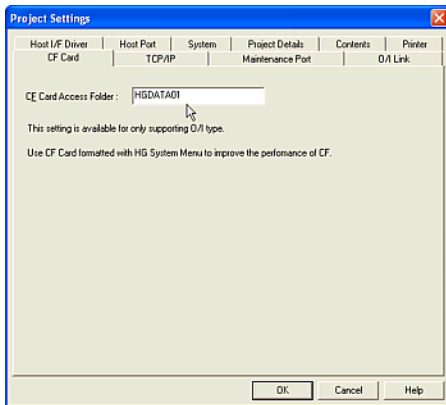 Project Settings
Host I/F Driver Host Port System Project Details Contents Printer
CF Card TCP/IP Maintenance Port O/I Link
CF Card Access Folder : HGDATA01
This setting is available for only supporting O/I type.
Use CF Card formatted with HG System Menu to improve the perfomance of CF.
OK Cancel Help